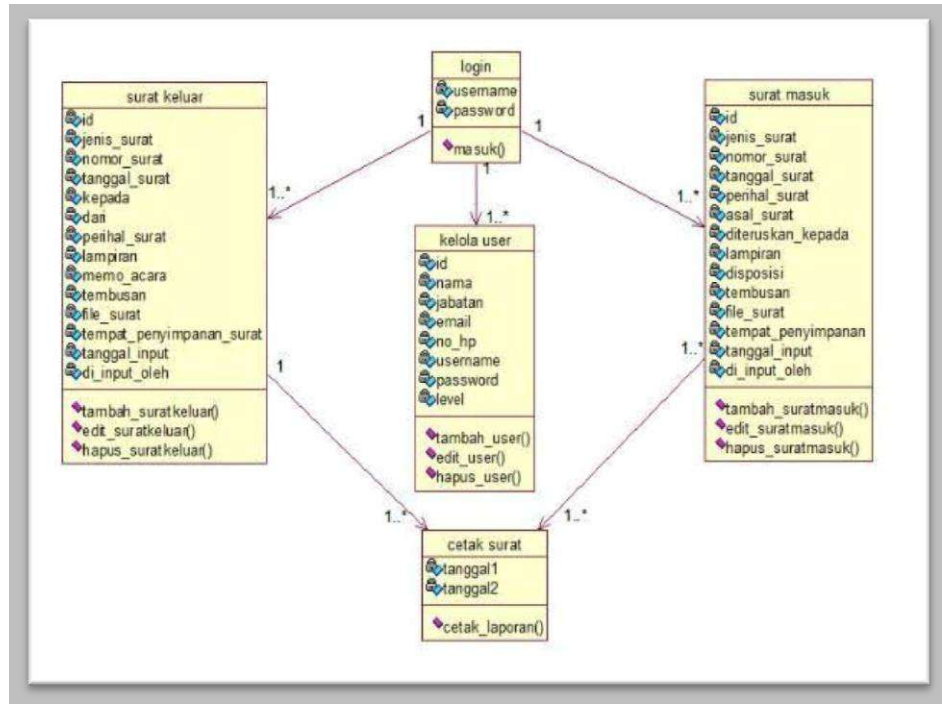 login
username
password
masuk()
surat keluar
id
jenis_surat
nomor_surat
tanggal_surat
kepada
dari
perihal_surat
lampiran
memo_acara
tembusan
file_surat
tempat_penyimpanan_surat
tanggal_input
di_input_oleh
tambah_suratkeluar()
edit_suratkeluar()
hapus_suratkeluar()
surat masuk
id
jenis_surat
nomor_surat
tanggal_surat
perihal_surat
asal_surat
diteruskan_kepada
lampiran
disposisi
tembusan
file_surat
tempat_penyimpanan
tanggal_input
di_input_oleh
tambah_suratmasuk()
edit_suratmasuk()
hapus_suratmasuk()
1
1..*
1
1..*
1
1..*
kelola user
id
nama
jabatan
email
no_hp
username
password
level
tambah_user()
edit_user()
hapus_user()
1
1..*
1..*
1..*
cetak surat
tanggal1
tanggal2
cetak_laporan()